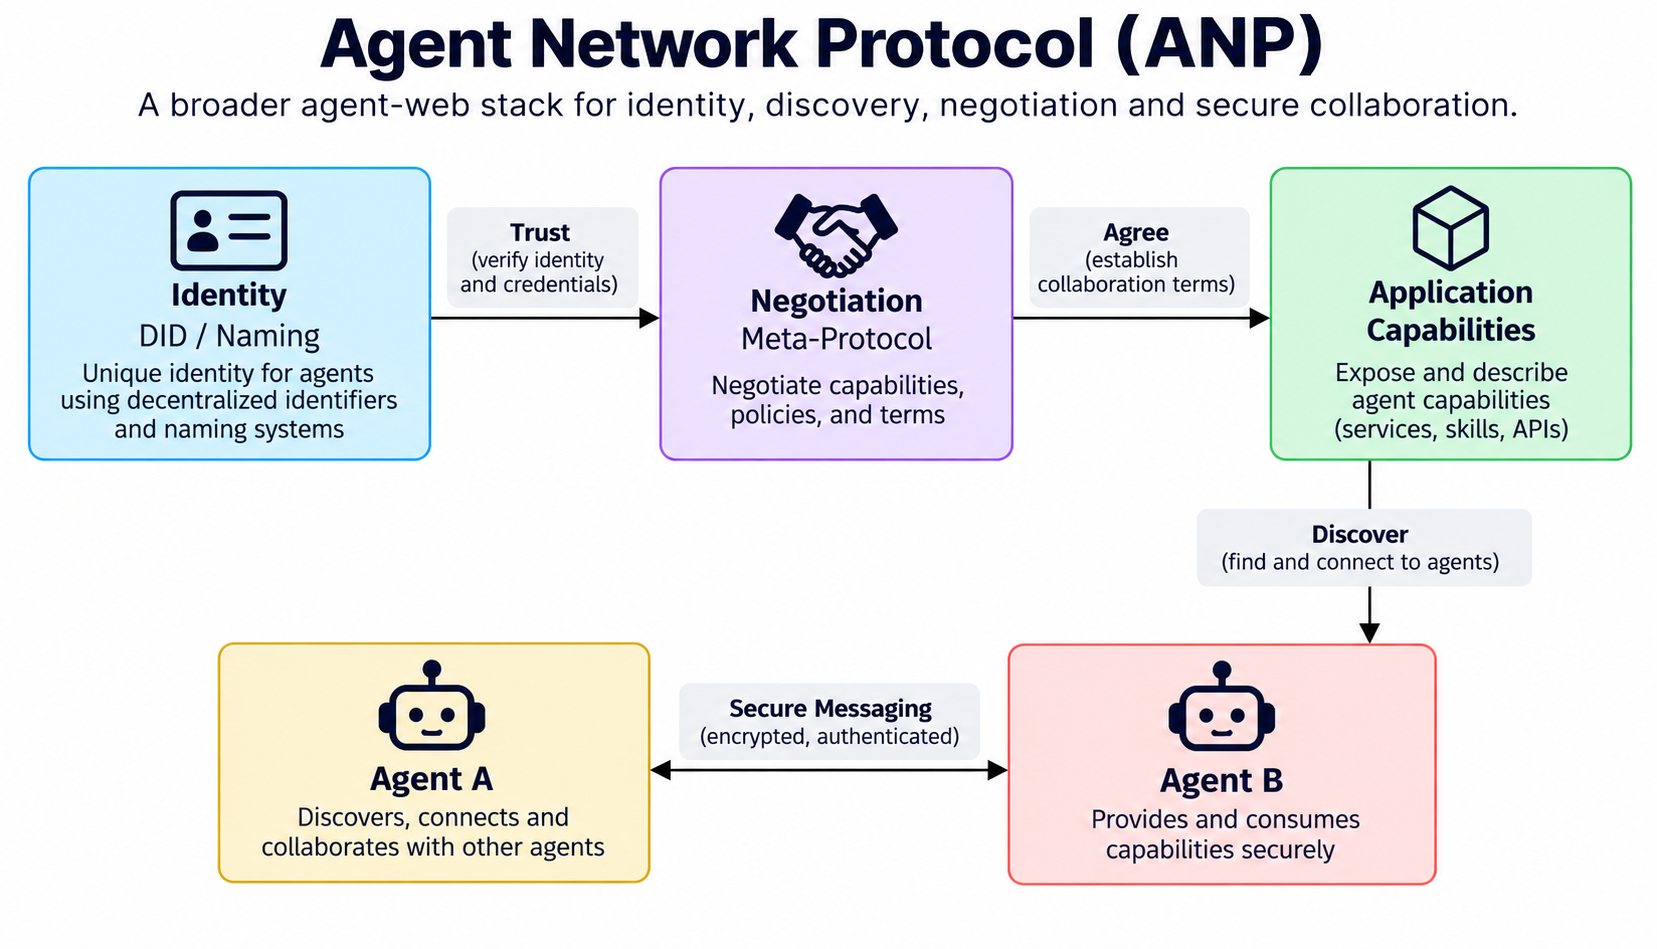 Agent Network Protocol (ANP)
A broader agent-web stack for identity, discovery, negotiation and secure collaboration.
Identity
DID / Naming
Unique identity for agents
using decentralized identifiers
and naming systems
Trust
(verify identity
and credentials)
Negotiation
Meta-Protocol
Negotiate capabilities,
policies, and terms
Agree
(establish
collaboration terms)
Application
Capabilities
Expose and describe
agent capabilities
(services, skills, APIs)
Discover
(find and connect to agents)
Agent A
Discovers, connects and
collaborates with other agents
Secure Messaging
(encrypted, authenticated)
Agent B
Provides and consumes
capabilities securely